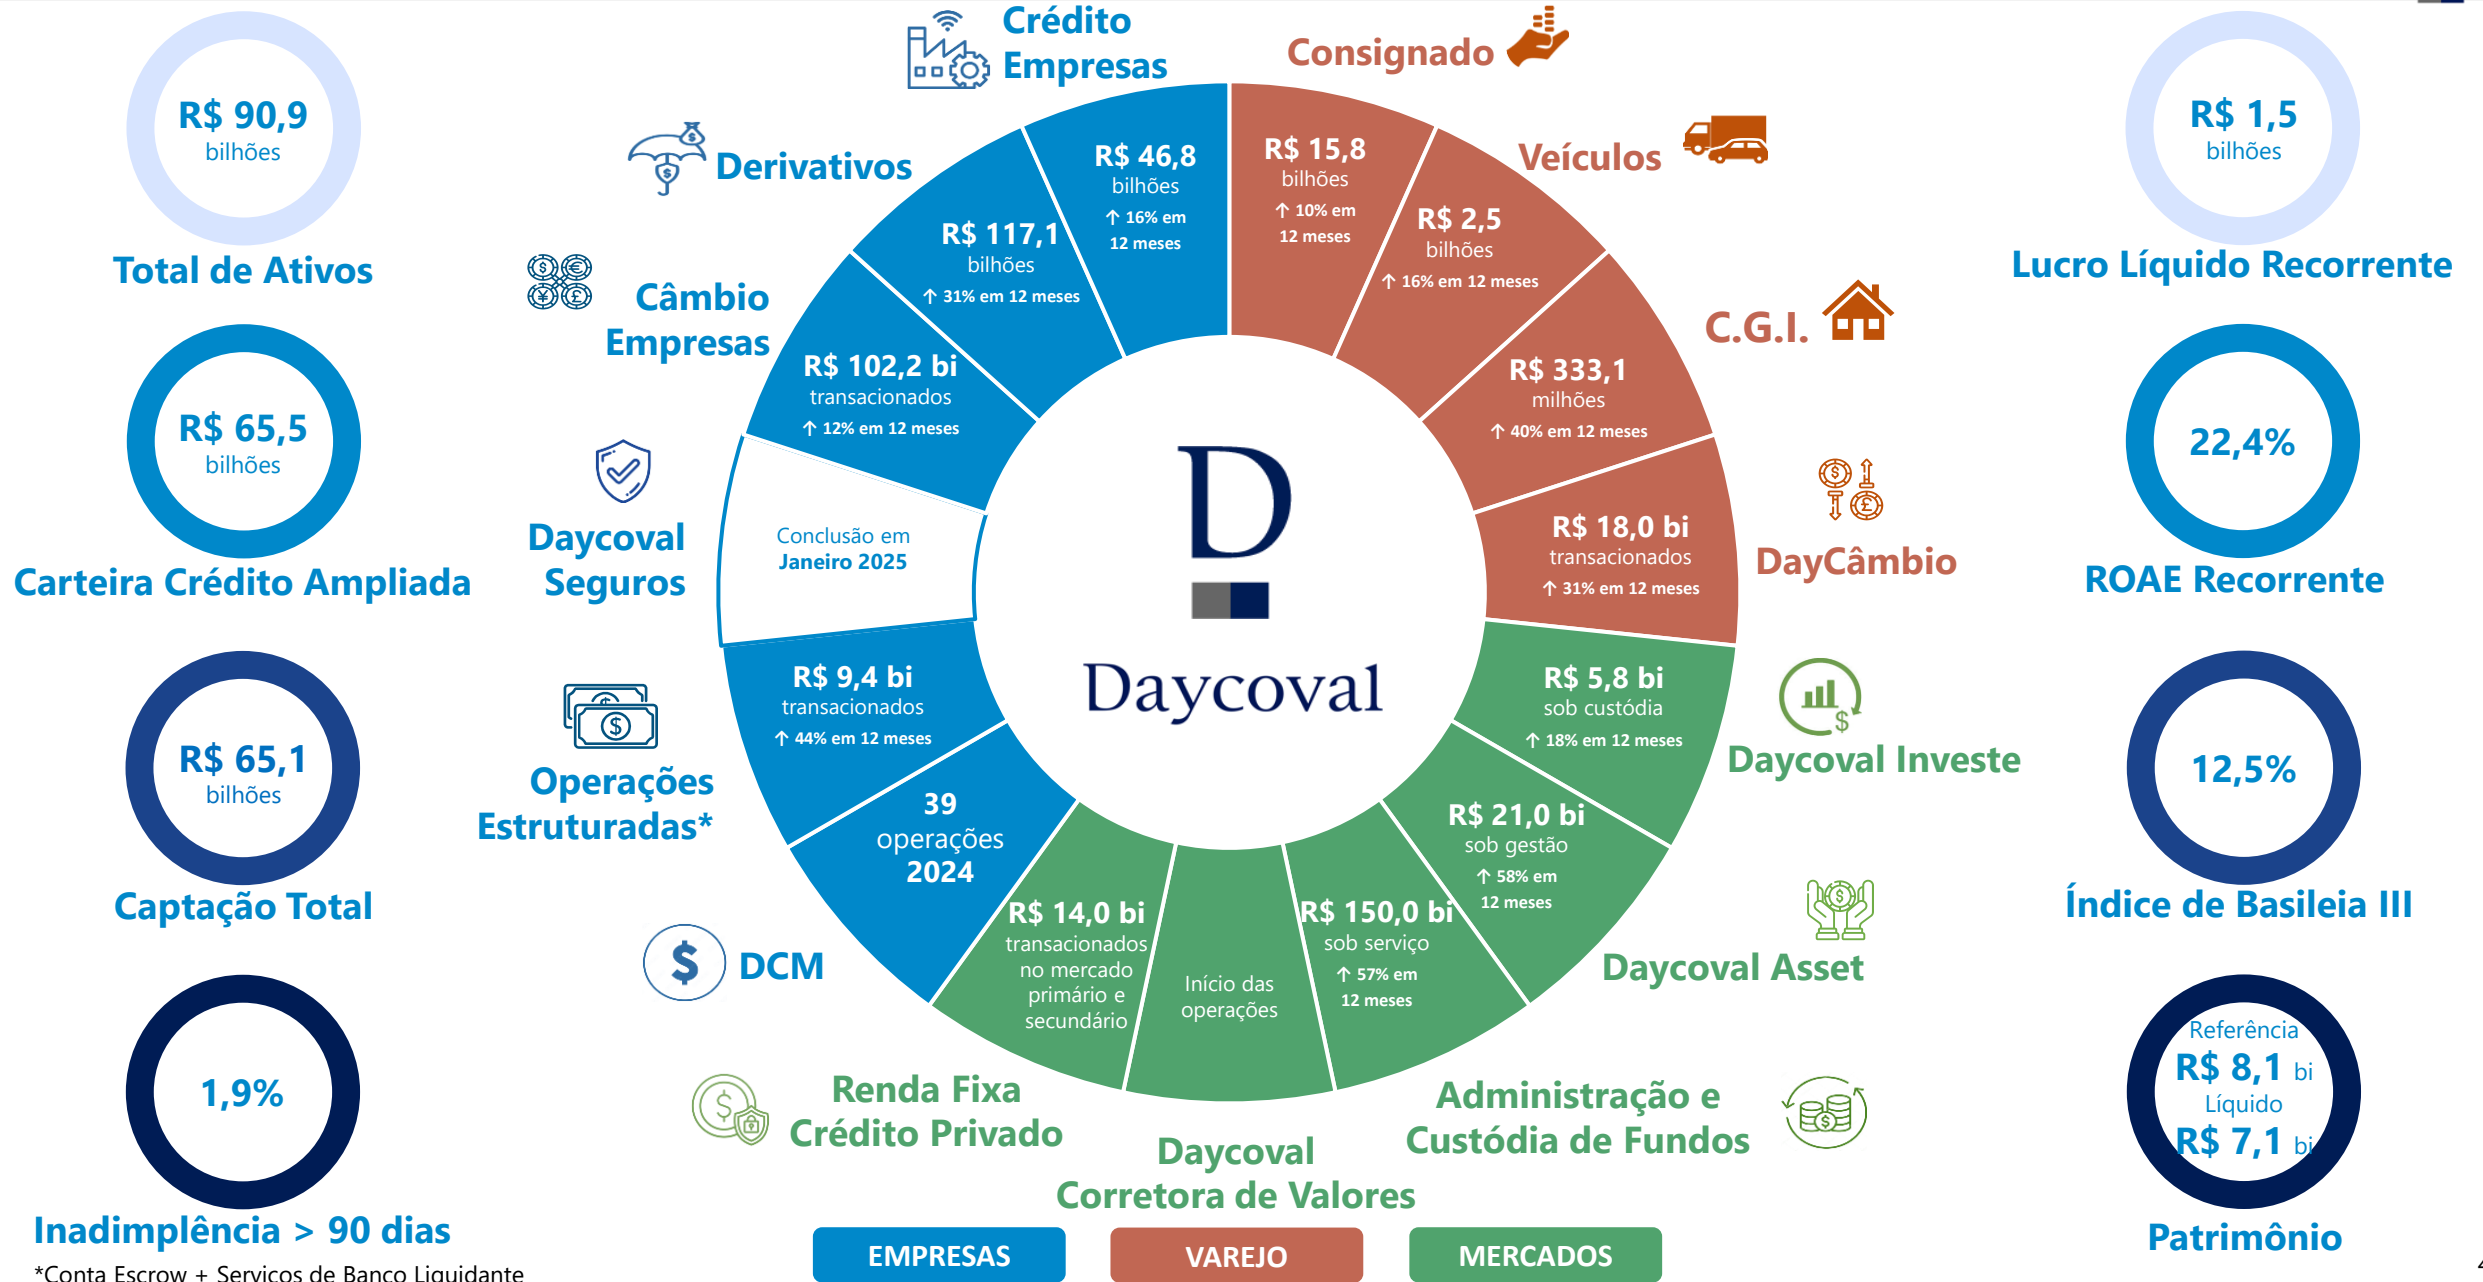 R$ 90,9
bilhões
Total de Ativos
R$ 65,5
bilhões
Carteira Crédito Ampliada
R$ 65,1
bilhões
Captação Total
1,9%
Inadimplência > 90 dias
*Conta Escrow + Serviços de Banco Liquidante
Crédito
Empresas
R$ 46,8
bilhões
↑ 16% em
12 meses
Derivativos
R$ 117,1
bilhões
↑ 31% em 12 meses
Câmbio
Empresas
R$ 102,2 bi
transacionados
↑ 12% em 12 meses
Daycoval
Seguros
Conclusão em
Janeiro 2025
Operações
Estruturadas*
R$ 9,4 bi
transacionados
↑ 44% em 12 meses
DCM
39
operações
2024
Renda Fixa
Crédito Privado
R$ 14,0 bi
transacionados
no mercado
primário e
secundário
Daycoval
Corretora de Valores
Início das
operações
Administração e
Custódia de Fundos
R$ 150,0 bi
sob serviço
↑ 57% em
12 meses
Daycoval Asset
R$ 21,0 bi
sob gestão
↑ 58% em
12 meses
Daycoval Investe
R$ 5,8 bi
sob custódia
↑ 18% em 12 meses
DayCâmbio
R$ 18,0 bi
transacionados
↑ 31% em 12 meses
C.G.I.
R$ 333,1
milhões
↑ 40% em 12 meses
Veículos
R$ 2,5
bilhões
↑ 16% em 12 meses
Consignado
R$ 15,8
bilhões
↑ 10% em
12 meses
D
Daycoval
EMPRESAS
VAREJO
MERCADOS
R$ 1,5
bilhões
Lucro Líquido Recorrente
22,4%
ROAE Recorrente
12,5%
Índice de Basileia III
Referência
R$ 8,1 bi
Líquido
R$ 7,1 bi
Patrimônio